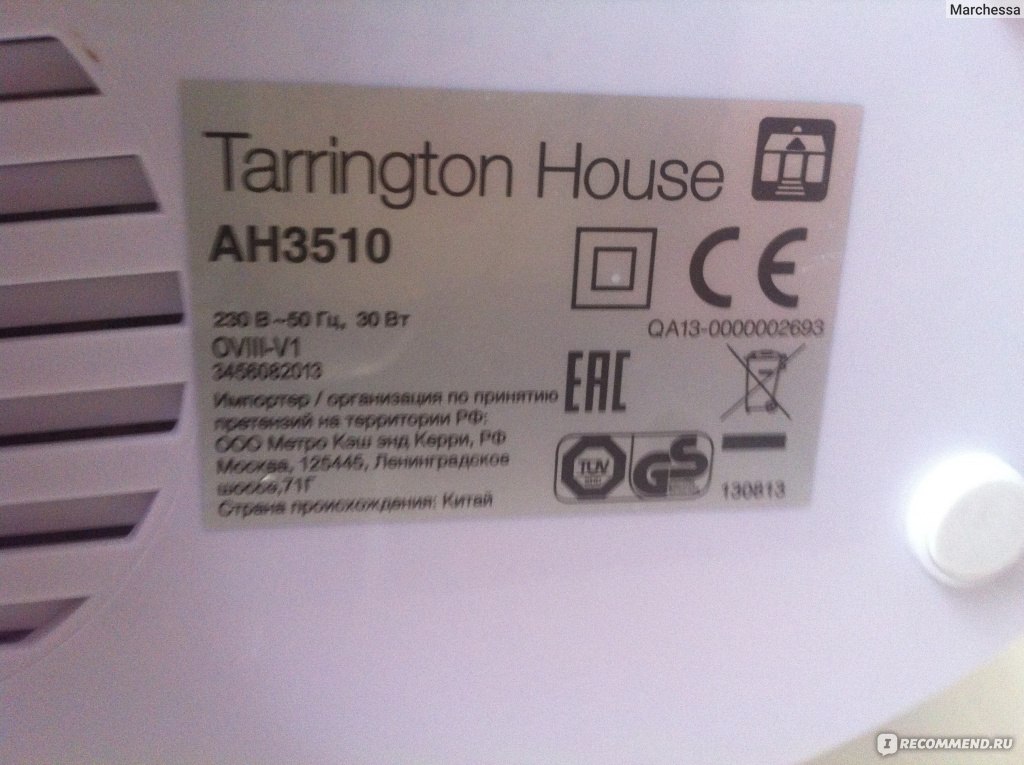 Marchessa
Tarrington House
AH3510
CE
230 В ~ 50 Гц, 30 Вт
QA13-0000002693
OVIII-V1
3456082013
EAC
Импортер / организация по принятию
претензий на территории РФ:
ООО Метро Кэш энд Керри, РФ
Москва, 125445, Ленинградское
шоссе,71Г
Страна происхождения: Китай
TÜV
GS
130813
I RECOMMEND.RU